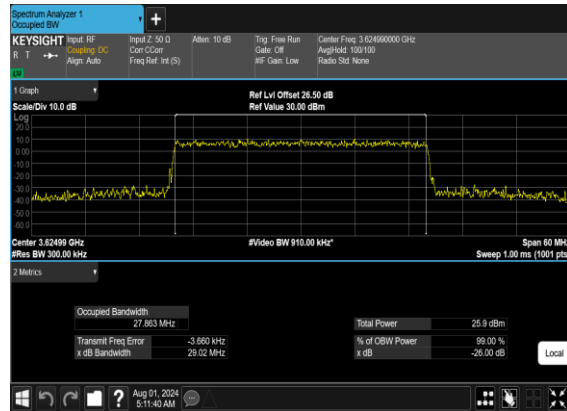 Spectrum Analyzer 1
Occupied BW
+
KEYSIGHT Input: RF Input Z: 50 Ω Atten: 10 dB Trig: Free Run Center Freq: 3.624990000 GHz
R T Coupling: DC Corr CCorr Gate: Off Avg|Hold: 100/100
Align: Auto Freq Ref: Int (S) #IF Gain: Low Radio Std: None
1 Graph Ref Lvl Offset 26.50 dB
Scale/Div 10.0 dB Ref Value 30.00 dBm
Log
20.0
10.0
0.00
-10.0
-20.0
-30.0
-40.0
-50.0
-60.0
Center 3.62499 GHz #Video BW 910.00 kHz* Span 60 MHz
#Res BW 300.00 kHz Sweep 1.00 ms (1001 pts)
2 Metrics
Occupied Bandwidth
27.863 MHz Total Power 25.9 dBm
Transmit Freq Error -3.660 kHz % of OBW Power 99.00 %
x dB Bandwidth 29.02 MHz x dB -26.00 dB
Local
? Aug 01, 2024
5:11:40 AM